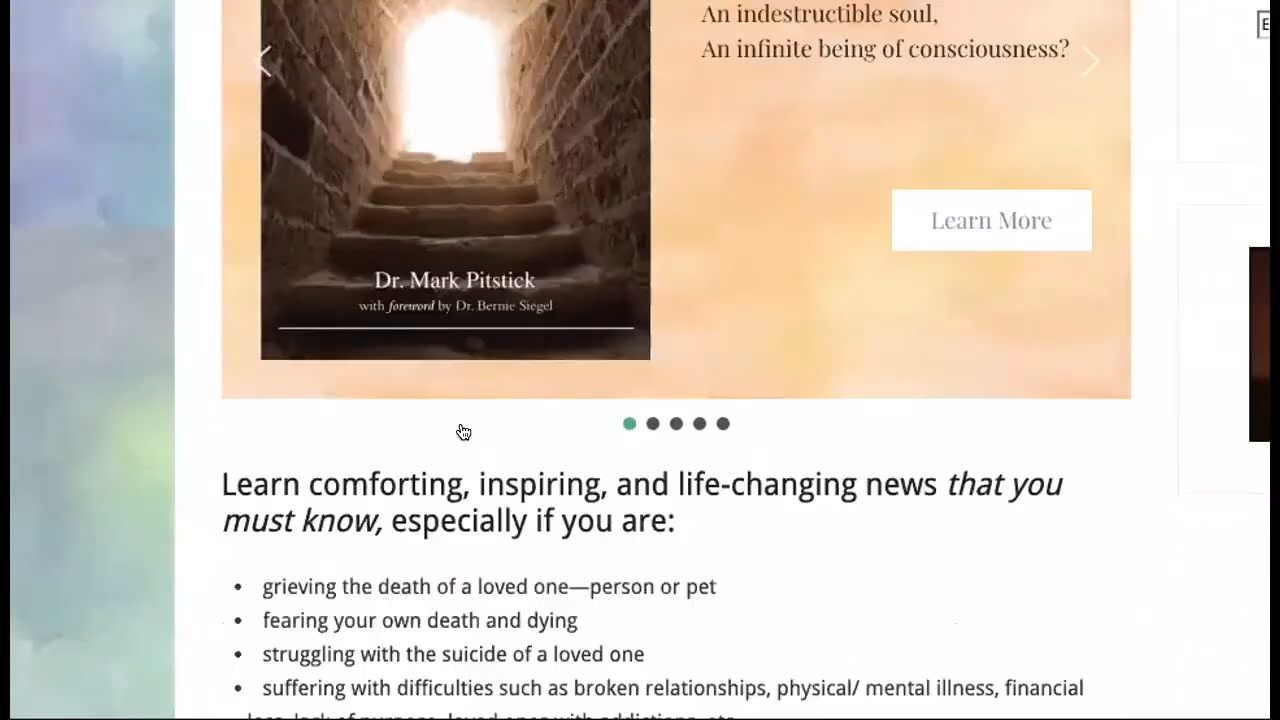 An indestructible soul,
An infinite being of consciousness?
Learn More
Dr. Mark Pitstick
with foreword by Dr. Bernie Siegel
Learn comforting, inspiring, and life-changing news that you
must know, especially if you are:
• grieving the death of a loved one—person or pet
• fearing your own death and dying
• struggling with the suicide of a loved one
• suffering with difficulties such as broken relationships, physical/ mental illness, financial